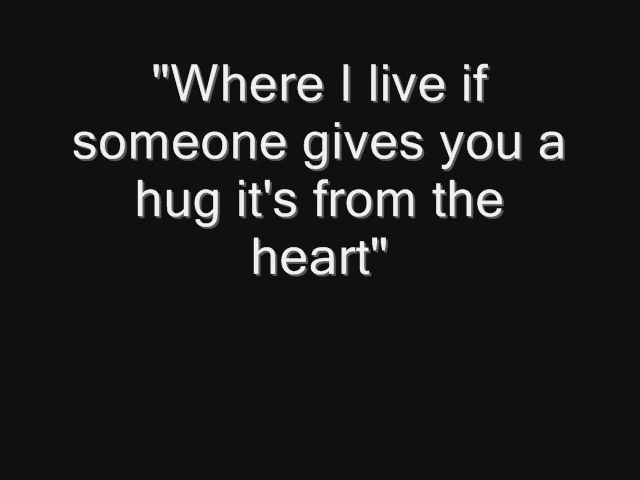 "Where I live if
someone gives you a
hug it's from the
heart"